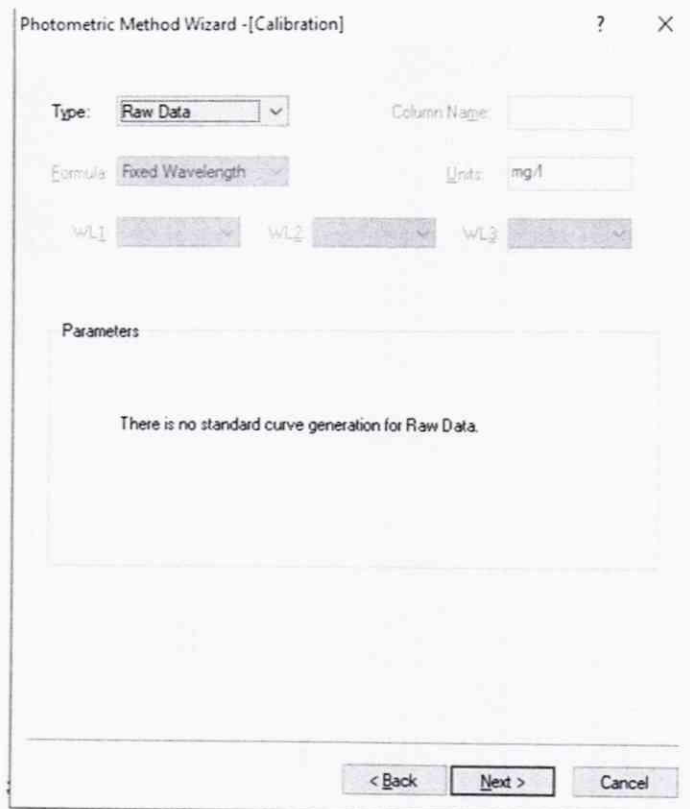 Photometric Method Wizard -[Calibration] ? X
Type: Raw Data Column Name:
Formula: Fixed Wavelength Units: mg/l
WL1 WL2 WL3
Parameters
There is no standard curve generation for Raw Data.
< Back Next > Cancel